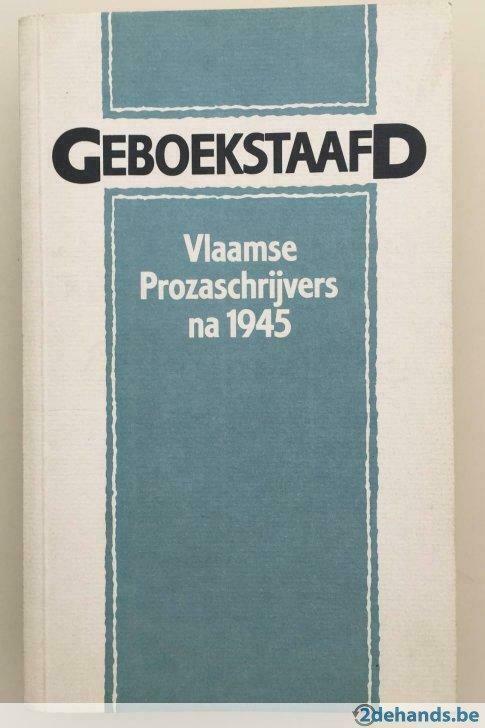 GEBOEKSTAAFD
Vlaamse
Prozaschrijvers
na 1945
2dehands.be